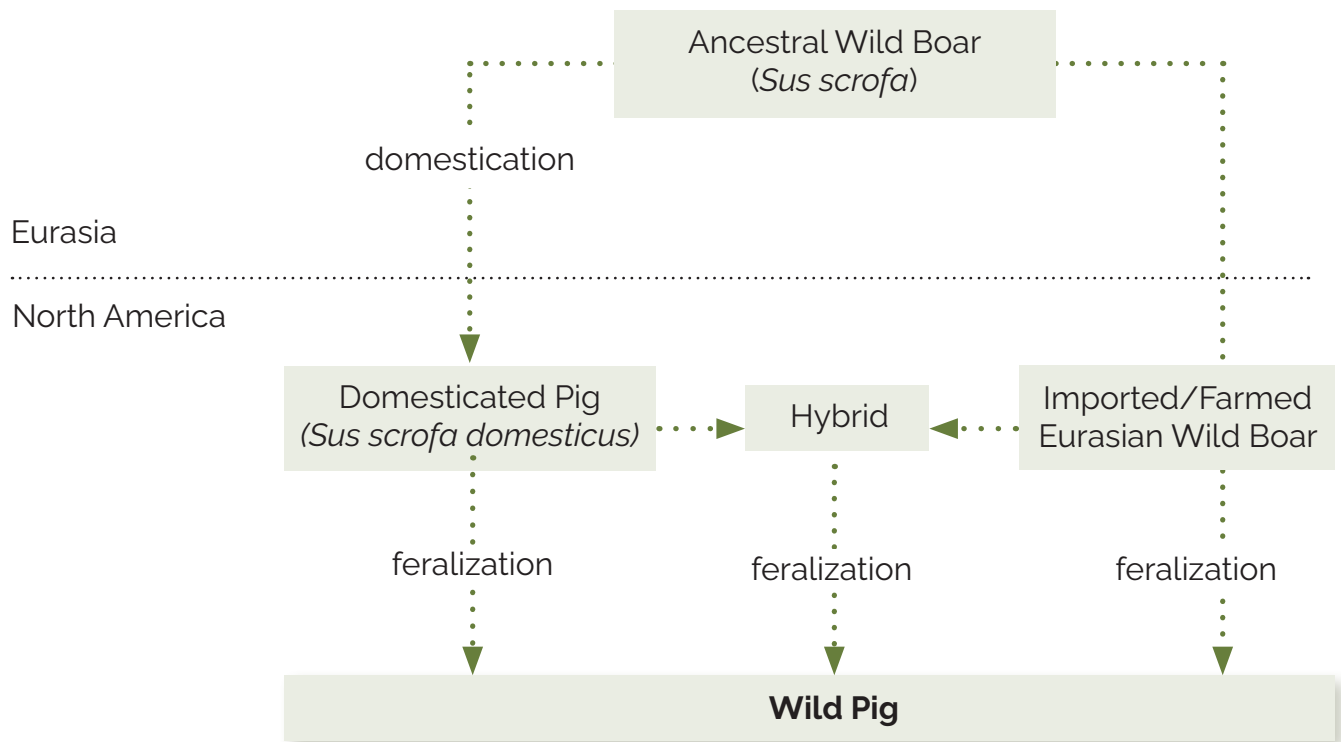 Ancestral Wild Boar
(Sus scrofa)
domestication
Eurasia
North America
Domesticated Pig
(Sus scrofa domesticus)
Hybrid
Imported/Farmed
Eurasian Wild Boar
feralization
feralization
feralization
Wild Pig